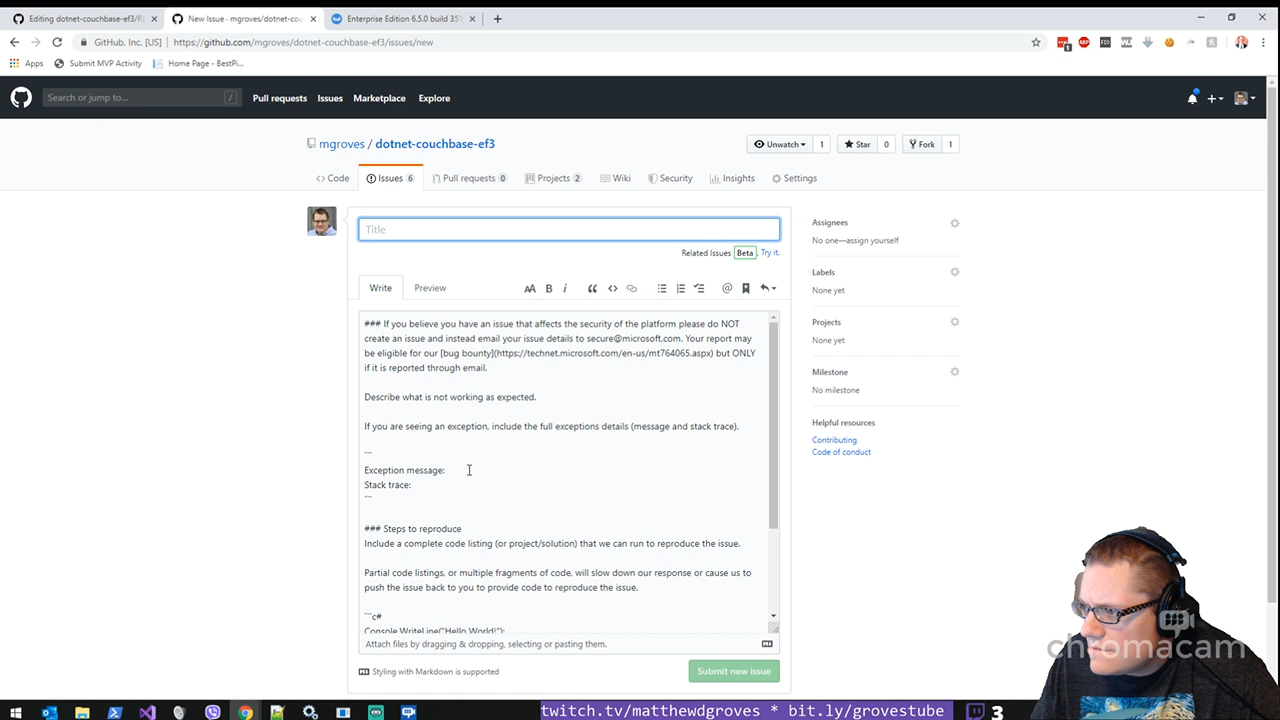 Editing dotnet-couchbase-ef3/R
New Issue · mgroves/dotnet-cou
Enterprise Edition 6.5.0 build 35
GitHub, Inc. [US]
https://github.com/mgroves/dotnet-couchbase-ef3/issues/new
Apps
Submit MVP Activity
Home Page - BestPi...
Search or jump to...
/
Pull requests
Issues
Marketplace
Explore
mgroves / dotnet-couchbase-ef3
Unwatch
1
Star
0
Fork
1
Code
Issues 6
Pull requests 0
Projects 2
Wiki
Security
Insights
Settings
Title
Related Issues Beta Try it.
Write
Preview
### If you believe you have an issue that affects the security of the platform please do NOT
create an issue and instead email your issue details to secure@microsoft.com. Your report may
be eligible for our [bug bounty](https://technet.microsoft.com/en-us/mt764065.aspx) but ONLY
if it is reported through email.
Describe what is not working as expected.
If you are seeing an exception, include the full exceptions details (message and stack trace).
```
Exception message:
Stack trace:
```
### Steps to reproduce
Include a complete code listing (or project/solution) that we can run to reproduce the issue.
Partial code listings, or multiple fragments of code, will slow down our response or cause us to
push the issue back to you to provide code to reproduce the issue.
```c#
Console.WriteLine("Hello World!");
Attach files by dragging & dropping, selecting or pasting them.
Styling with Markdown is supported
Submit new issue
Assignees
No one—assign yourself
Labels
None yet
Projects
None yet
Milestone
No milestone
Helpful resources
Contributing
Code of conduct
chromacam
twitch.tv/matthewdgroves * bit.ly/grovestube
3